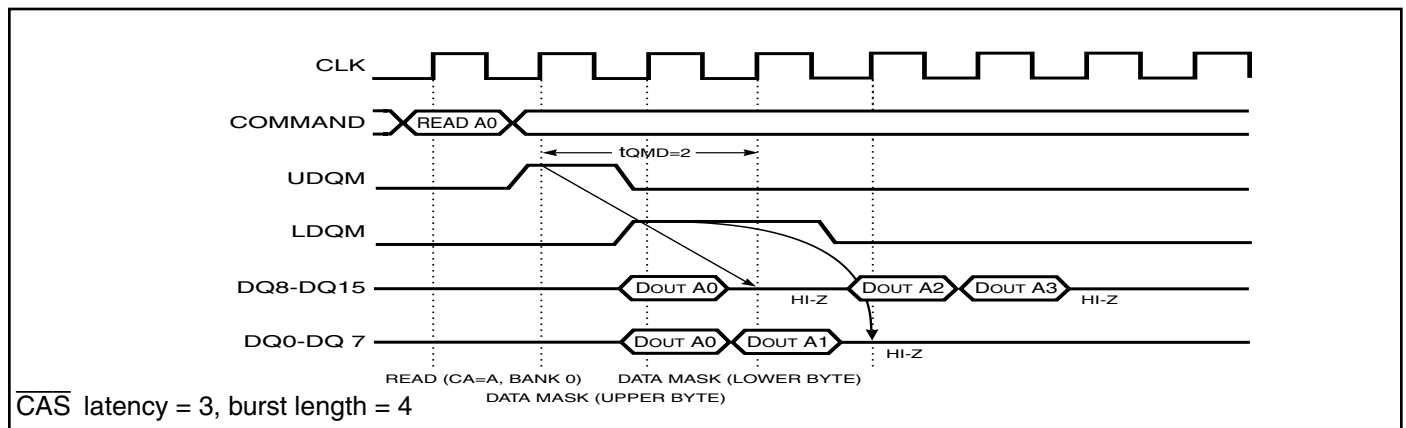 CLK
COMMAND READ A0
tQMD=2
UDQM
LDQM
DQ8-DQ15 DOUT A0 HI-Z DOUT A2 DOUT A3 HI-Z
DQ0-DQ 7 DOUT A0 DOUT A1 HI-Z
READ (CA=A, BANK 0) DATA MASK (LOWER BYTE)
DATA MASK (UPPER BYTE)
CAS latency = 3, burst length = 4